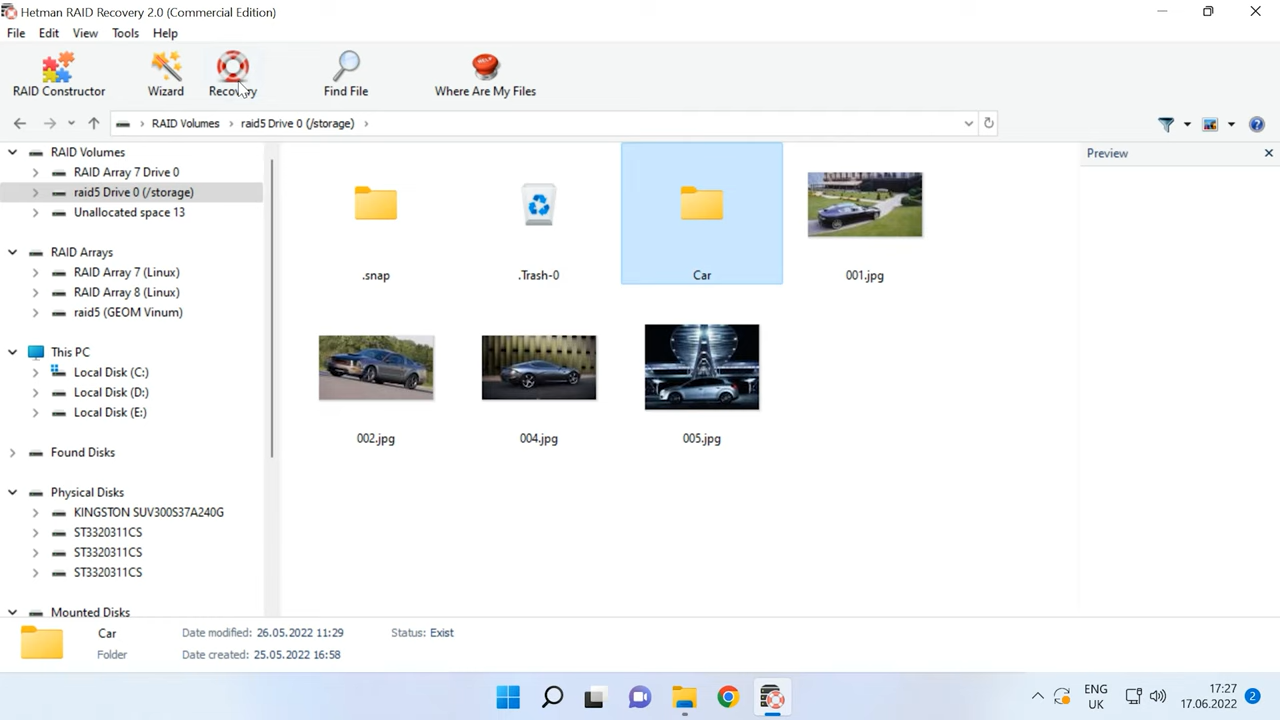 Hetman RAID Recovery 2.0 (Commercial Edition)
File Edit View Tools Help
RAID Constructor Wizard Recovery Find File Where Are My Files
RAID Volumes raid5 Drive 0 (/storage)
RAID Volumes
RAID Array 7 Drive 0
raid5 Drive 0 (/storage)
Unallocated space 13
RAID Arrays
RAID Array 7 (Linux)
RAID Array 8 (Linux)
raid5 (GEOM Vinum)
This PC
Local Disk (C:)
Local Disk (D:)
Local Disk (E:)
Found Disks
Physical Disks
KINGSTON SUV300S37A240G
ST3320311CS
ST3320311CS
ST3320311CS
Mounted Disks
.snap .Trash-0 Car 001.jpg
002.jpg 004.jpg 005.jpg
Preview
Car Date modified: 26.05.2022 11:29 Status: Exist
Folder Date created: 25.05.2022 16:58
ENG 17:27
UK 17.06.2022 2